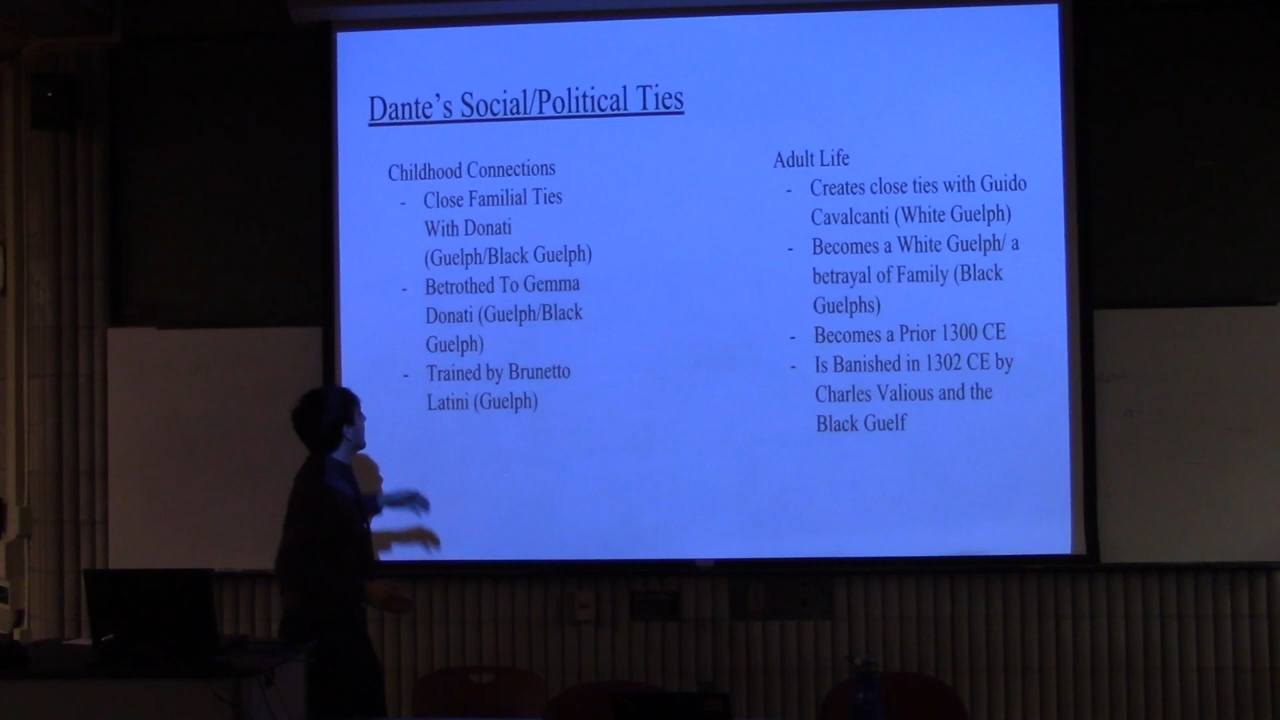 Dante's Social/Political Ties
Childhood Connections
- Close Familial Ties
With Donati
(Guelph/Black Guelph)
- Betrothed To Gemma
Donati (Guelph/Black
Guelph)
- Trained by Brunetto
Latini (Guelph)
Adult Life
- Creates close ties with Guido
Cavalcanti (White Guelph)
- Becomes a White Guelph/ a
betrayal of Family (Black
Guelphs)
- Becomes a Prior 1300 CE
- Is Banished in 1302 CE by
Charles Valious and the
Black Guelf